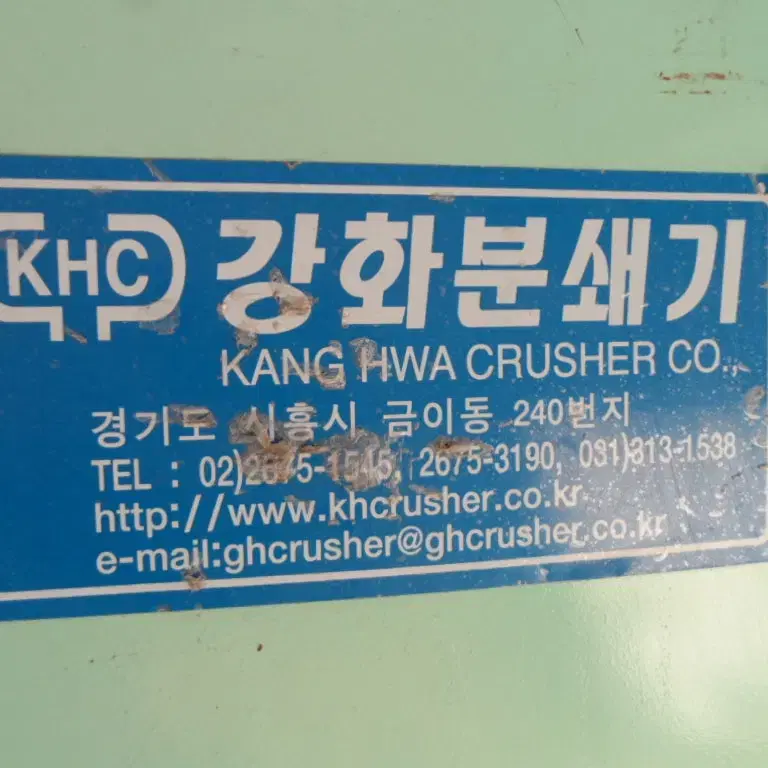 KHC 강화분쇄기
KANG HWA CRUSHER CO.,
경기도 시흥시 금이동 240번지
TEL : 2675-3190, 031)313-1538
http://www.khcrusher.co.kr
e-mail:ghcrusher@ghcrusher.co.kr